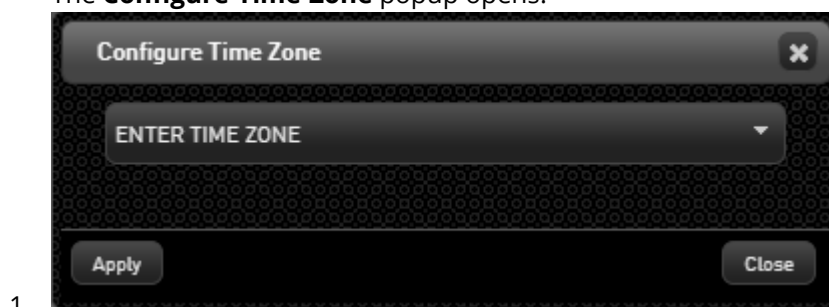 The Configure Time Zone popup opens.
Configure Time Zone
ENTER TIME ZONE
Apply
Close
1